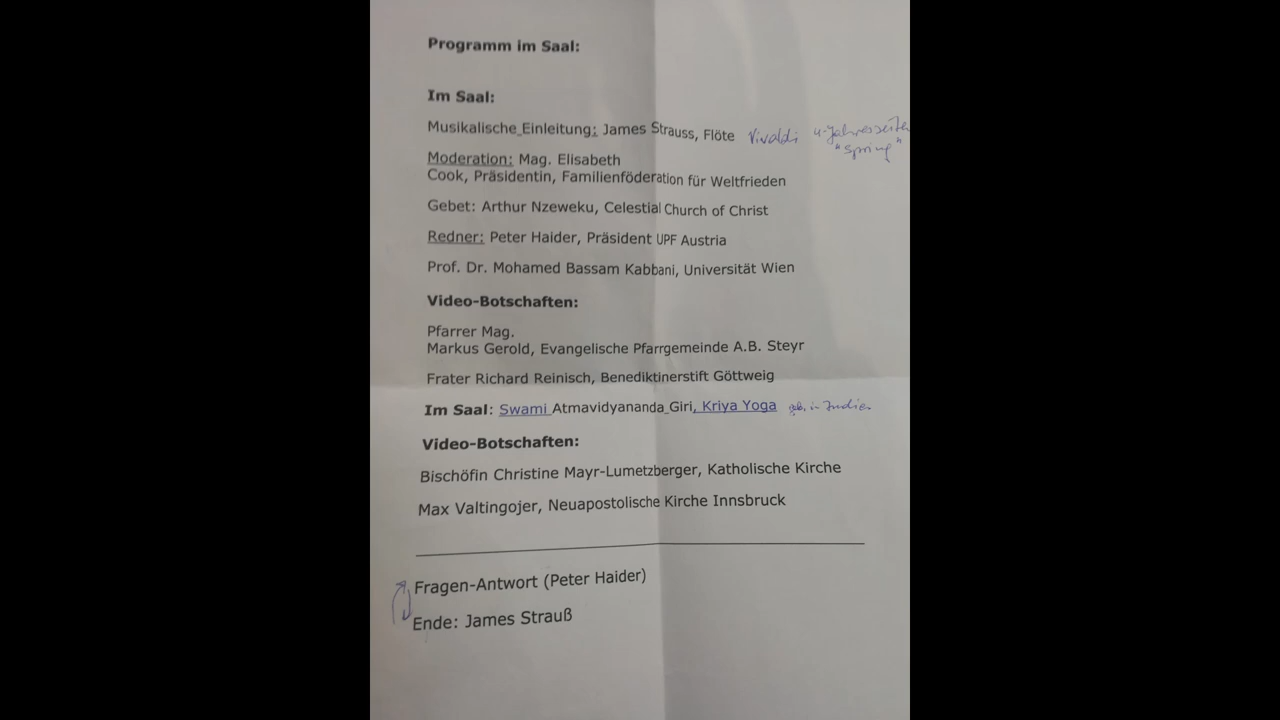 Programm im Saal:
Im Saal:
Musikalische Einleitung: James Strauss, Flöte Vivaldi 4-Jahreszeiten
"Spring"
Moderation: Mag. Elisabeth
Cook, Präsidentin, Familienföderation für Weltfrieden
Gebet: Arthur Nzeweku, Celestial Church of Christ
Redner: Peter Haider, Präsident UPF Austria
Prof. Dr. Mohamed Bassam Kabbani, Universität Wien
Video-Botschaften:
Pfarrer Mag.
Markus Gerold, Evangelische Pfarrgemeinde A.B. Steyr
Frater Richard Reinisch, Benediktinerstift Göttweig
Im Saal: Swami Atmavidyananda Giri, Kriya Yoga geb. in Indien
Video-Botschaften:
Bischöfin Christine Mayr-Lumetzberger, Katholische Kirche
Max Valtingojer, Neuapostolische Kirche Innsbruck
Fragen-Antwort (Peter Haider)
Ende: James Strauß